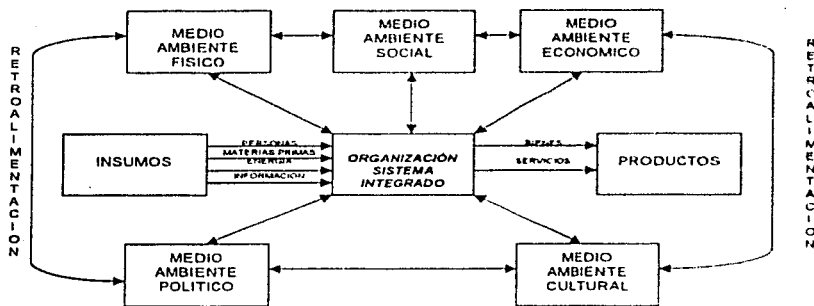 MEDIO
AMBIENTE
FISICO
MEDIO
AMBIENTE
SOCIAL
MEDIO
AMBIENTE
ECONOMICO
RETROALIMENTACION
INSUMOS
PERSONAS
MATERIAS PRIMAS
ENERGIA
INFORMACION
ORGANIZACIÓN
SISTEMA
INTEGRADO
BIENES
SERVICIOS
PRODUCTOS
RETROALIMENTACION
MEDIO
AMBIENTE
POLITICO
MEDIO
AMBIENTE
CULTURAL